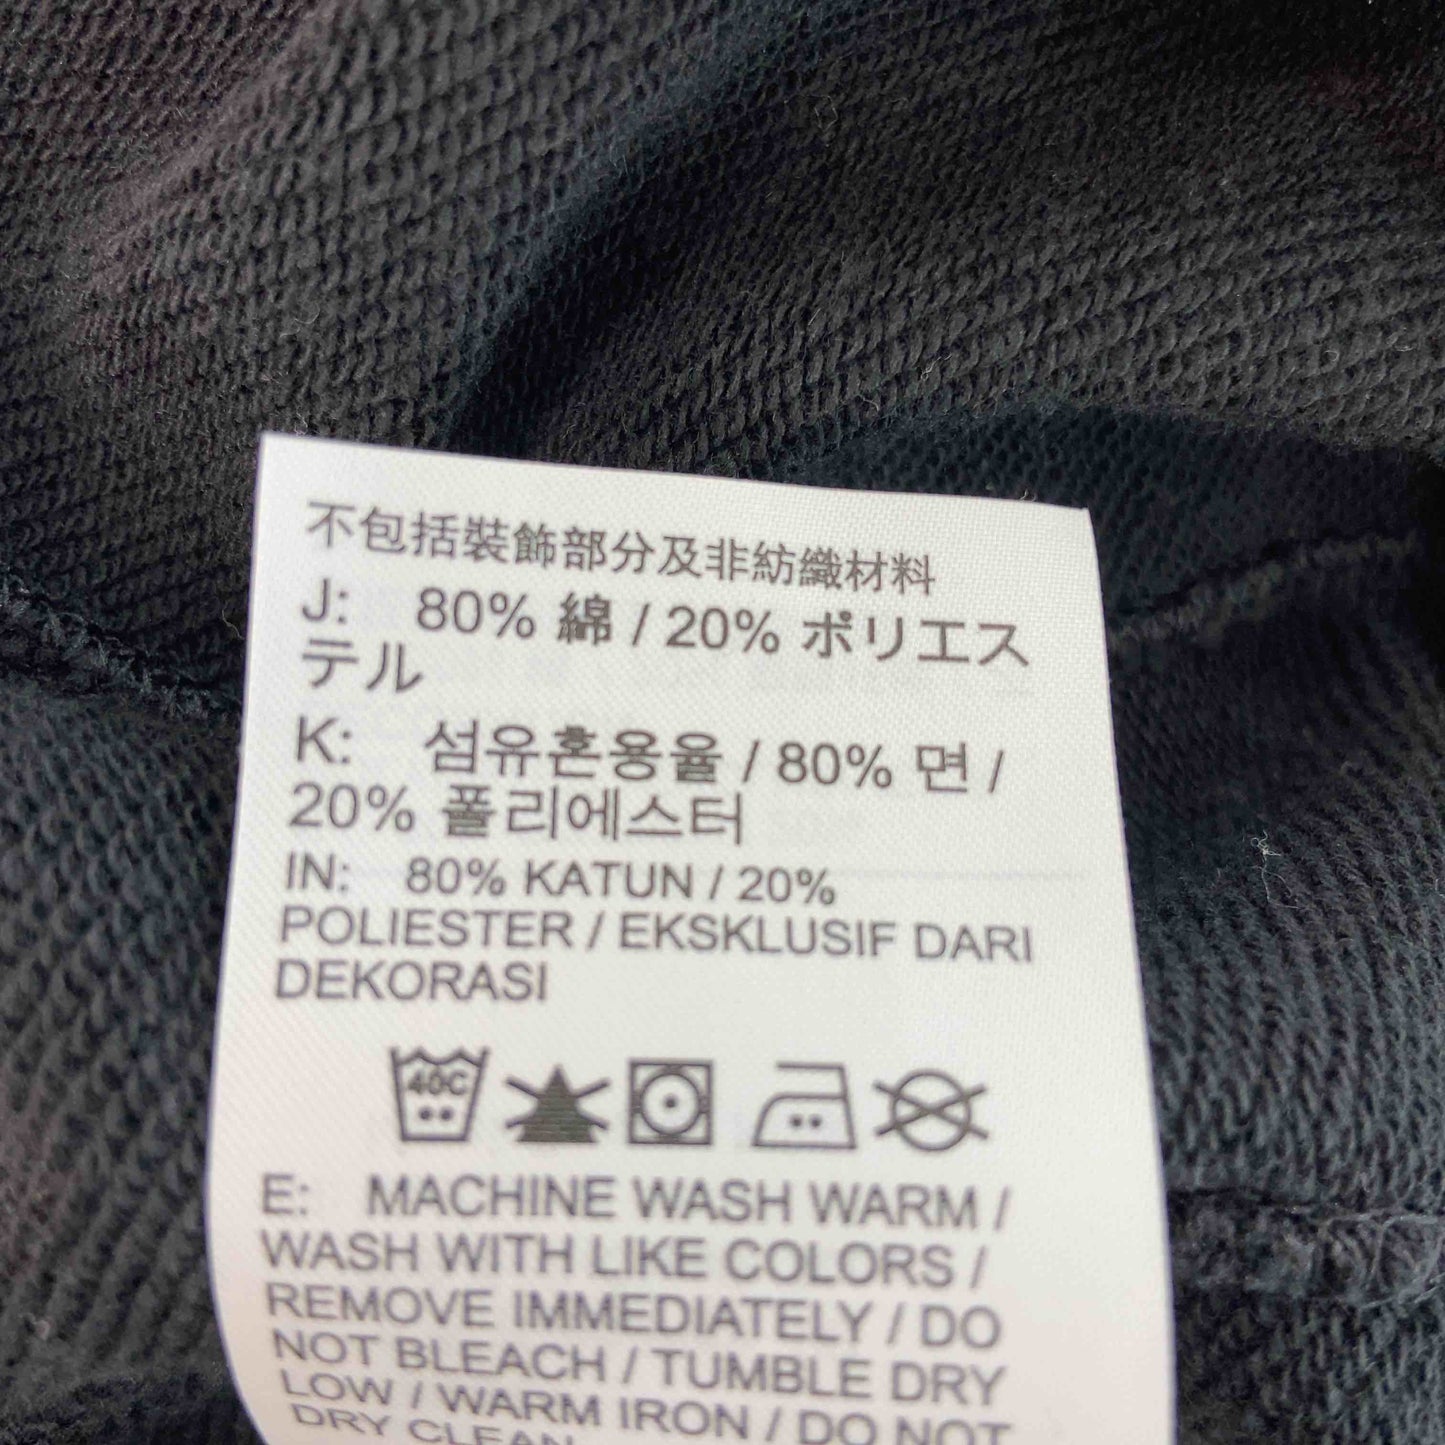 不包括裝飾部分及非紡織材料
J: 80% 綿 / 20% ポリエス
テル
K: 섬유혼용율 / 80% 면 /
20% 폴리에스터
IN: 80% KATUN / 20%
POLIESTER / EKSKLUSIF DARI
DEKORASI
40C
E: MACHINE WASH WARM /
WASH WITH LIKE COLORS /
REMOVE IMMEDIATELY / DO
NOT BLEACH / TUMBLE DRY
LOW / WARM IRON / DO NOT
DRY CLEAN